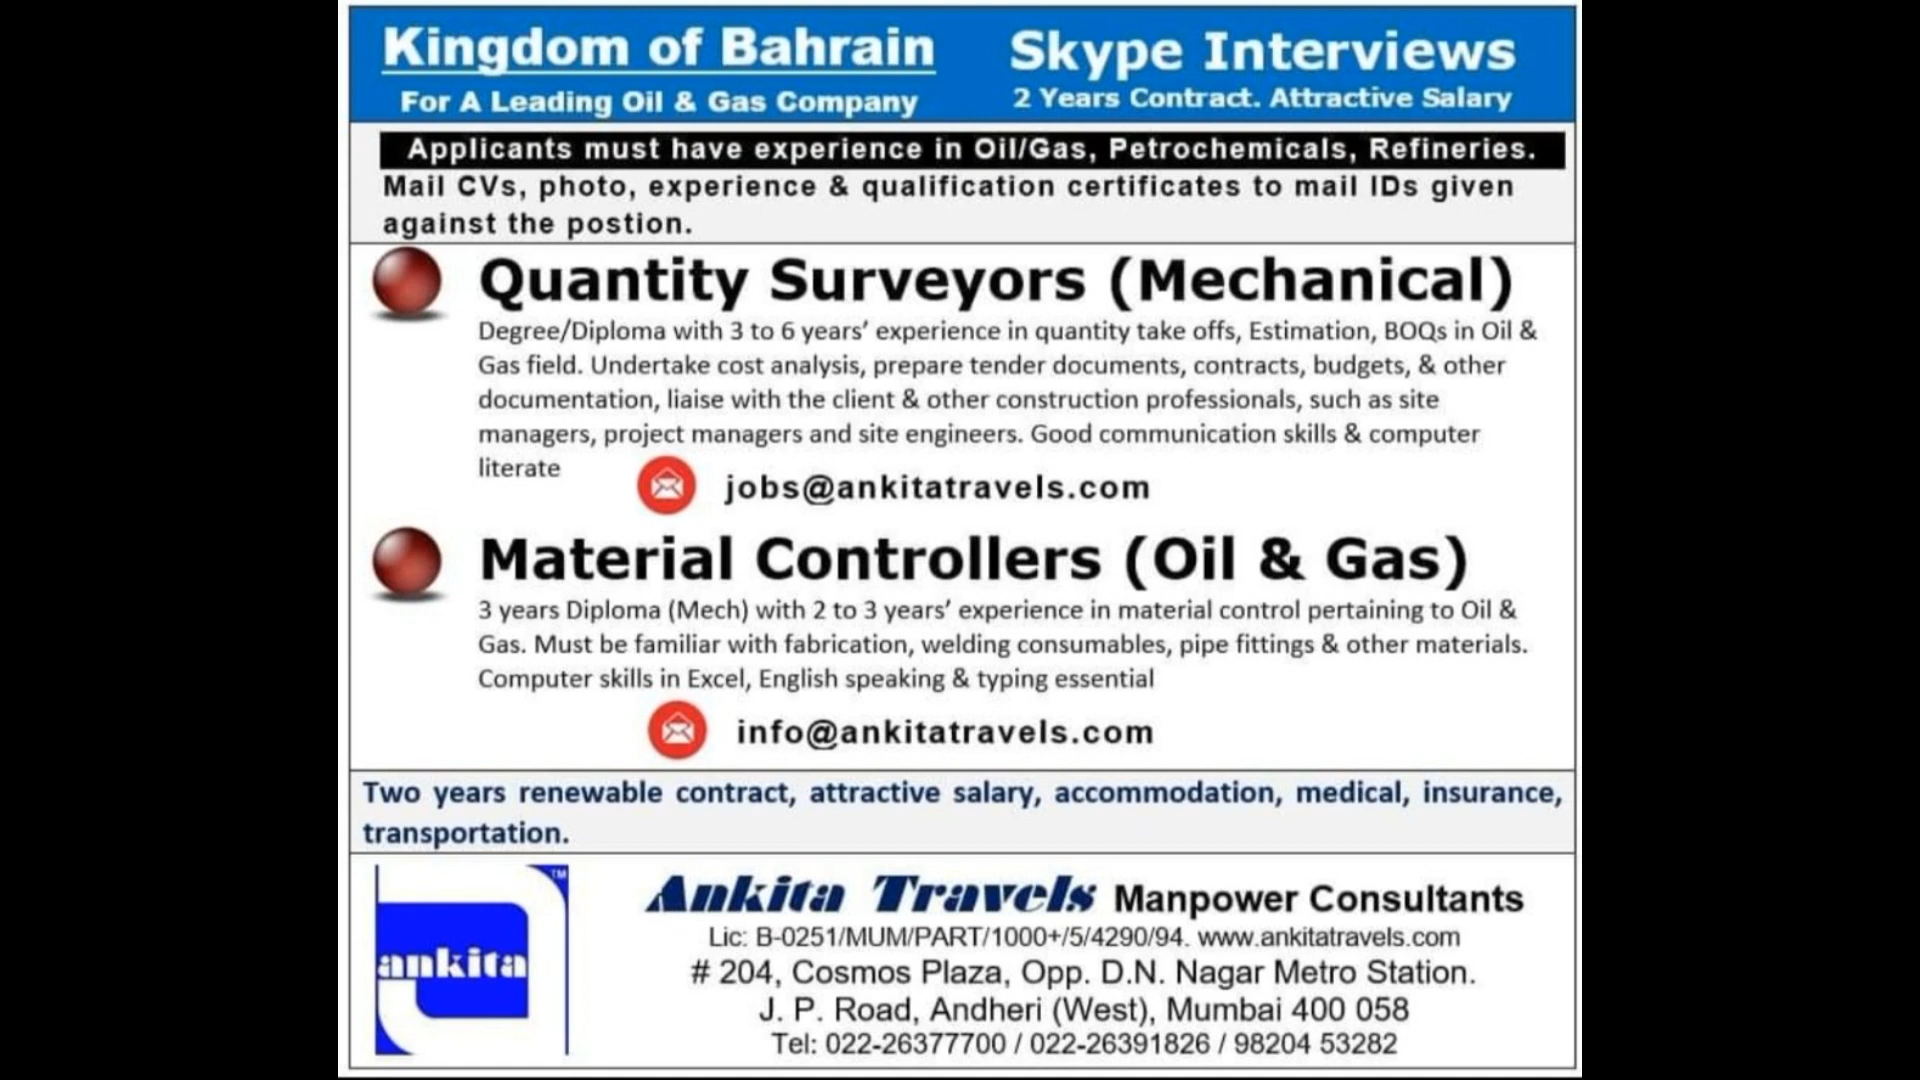 Kingdom of Bahrain
For A Leading Oil & Gas Company
Skype Interviews
2 Years Contract. Attractive Salary
Applicants must have experience in Oil/Gas, Petrochemicals, Refineries.
Mail CVs, photo, experience & qualification certificates to mail IDs given
against the postion.
Quantity Surveyors (Mechanical)
Degree/Diploma with 3 to 6 years’ experience in quantity take offs, Estimation, BOQs in Oil &
Gas field. Undertake cost analysis, prepare tender documents, contracts, budgets, & other
documentation, liaise with the client & other construction professionals, such as site
managers, project managers and site engineers. Good communication skills & computer
literate
jobs@ankitatravels.com
Material Controllers (Oil & Gas)
3 years Diploma (Mech) with 2 to 3 years’ experience in material control pertaining to Oil &
Gas. Must be familiar with fabrication, welding consumables, pipe fittings & other materials.
Computer skills in Excel, English speaking & typing essential
info@ankitatravels.com
Two years renewable contract, attractive salary, accommodation, medical, insurance,
transportation.
TM
ankita
Ankita Travels Manpower Consultants
Lic: B-0251/MUM/PART/1000+/5/4290/94. www.ankitatravels.com
# 204, Cosmos Plaza, Opp. D.N. Nagar Metro Station.
J. P. Road, Andheri (West), Mumbai 400 058
Tel: 022-26377700 / 022-26391826 / 98204 53282